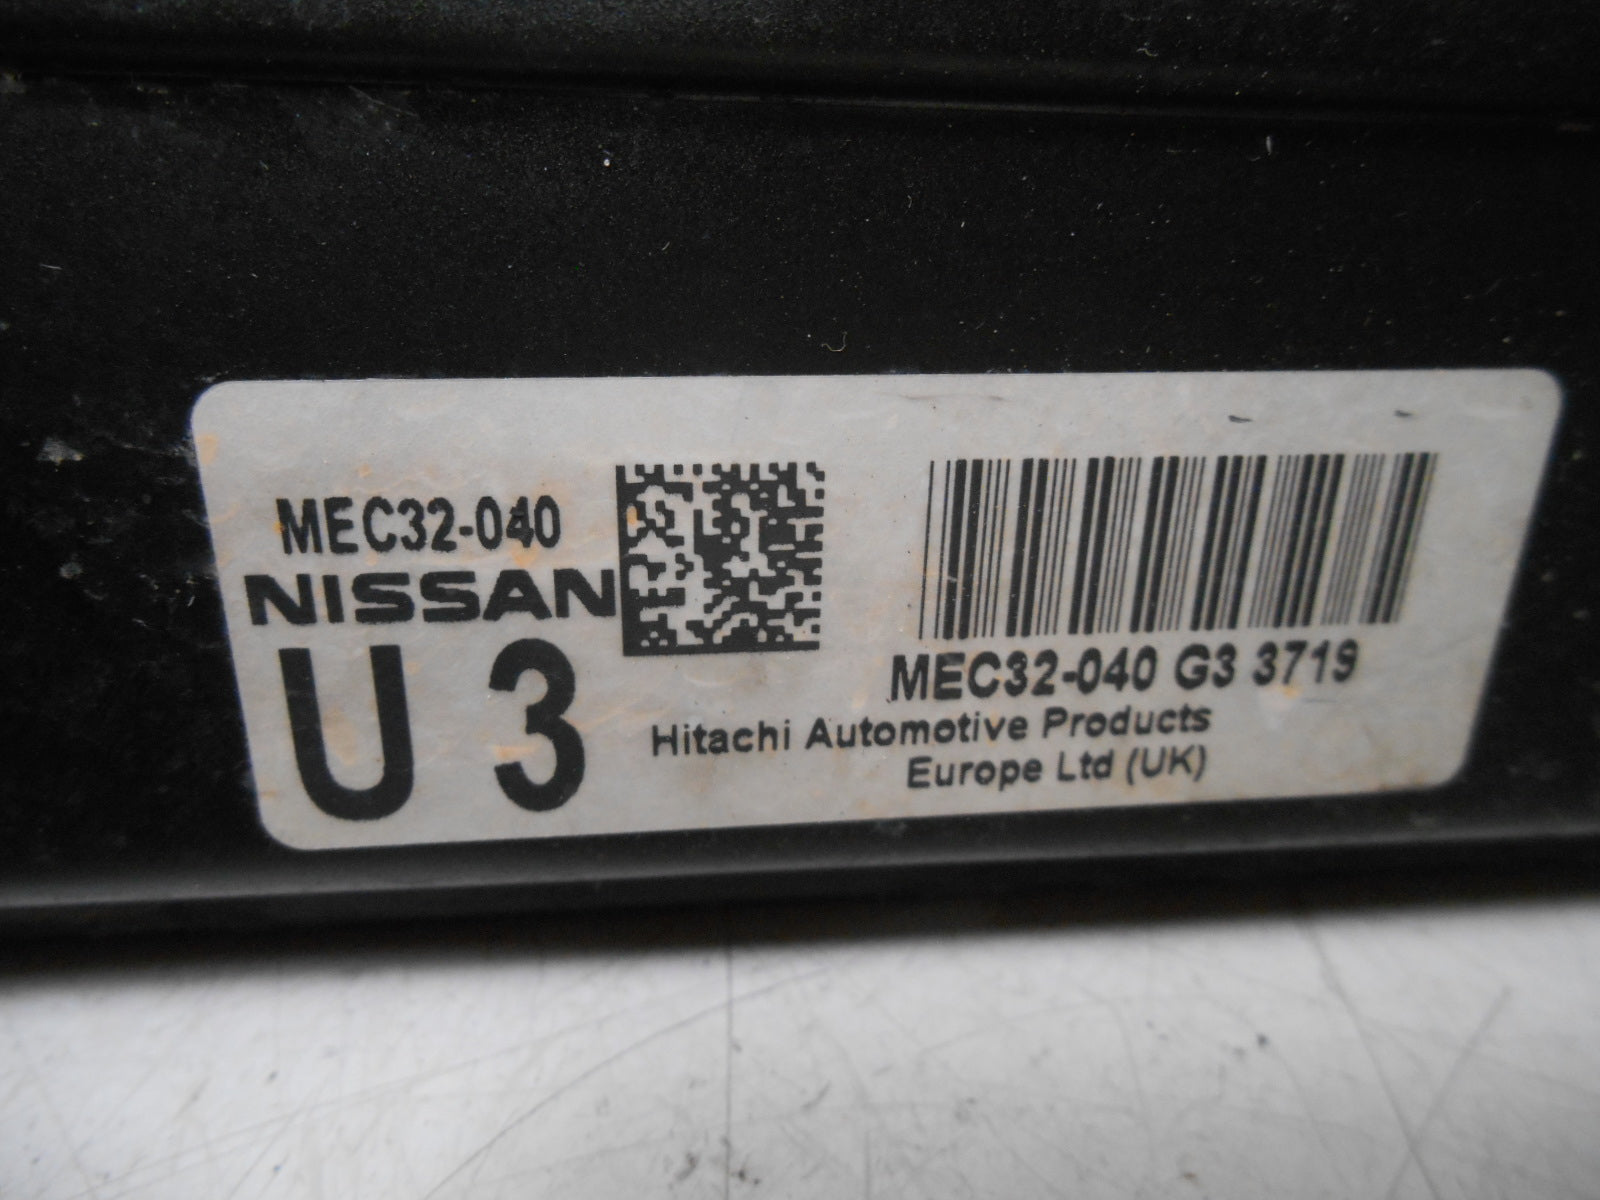 MEC32-040
NISSAN
U 3
MEC32-040 G3 3719
Hitachi Automotive Products
Europe Ltd (UK)